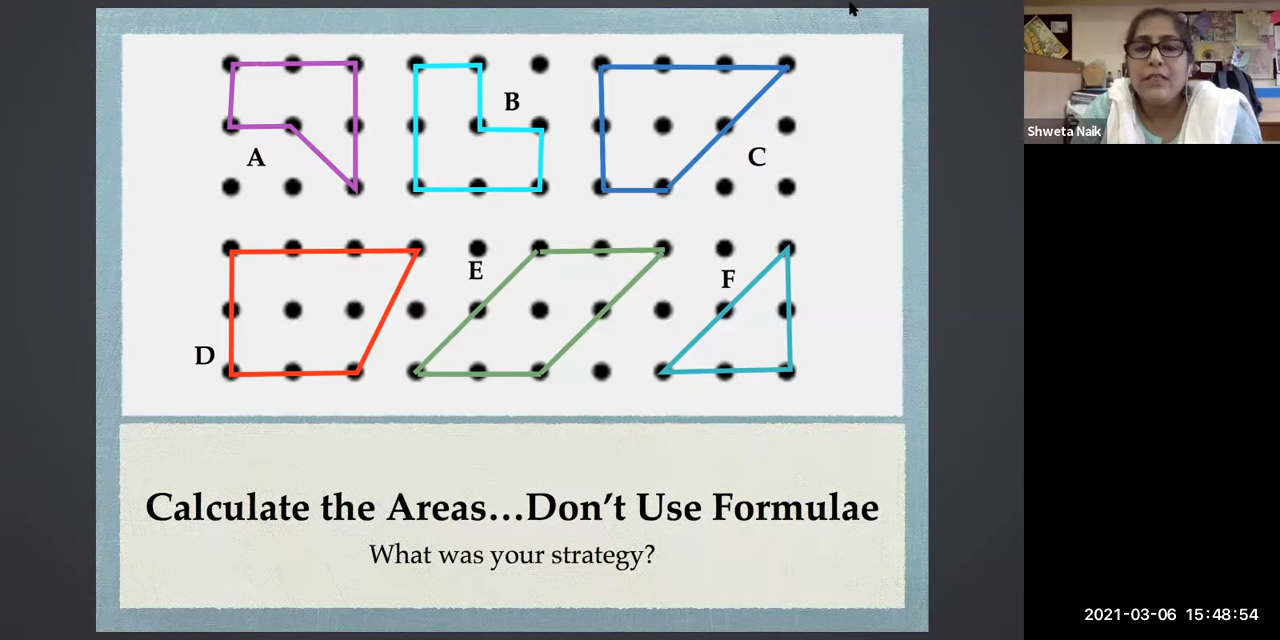 B
A
C
Shweta Naik
E
F
D
Calculate the Areas...Don't Use Formulae
What was your strategy?
2021-03-06 15:48:54